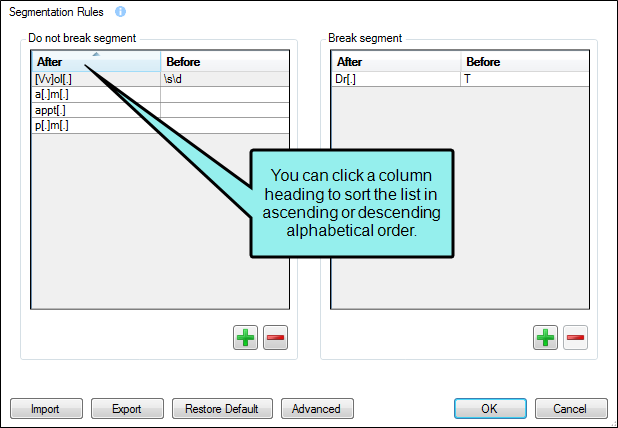 Segmentation Rules
Do not break segment
After Before
[Vv]ol[.] \s\d
a[.]m[.]
appt[.]
p[.]m[.]
Break segment
After Before
Dr[.] T
You can click a column
heading to sort the list in
ascending or descending
alphabetical order.
Import Export Restore Default Advanced OK Cancel